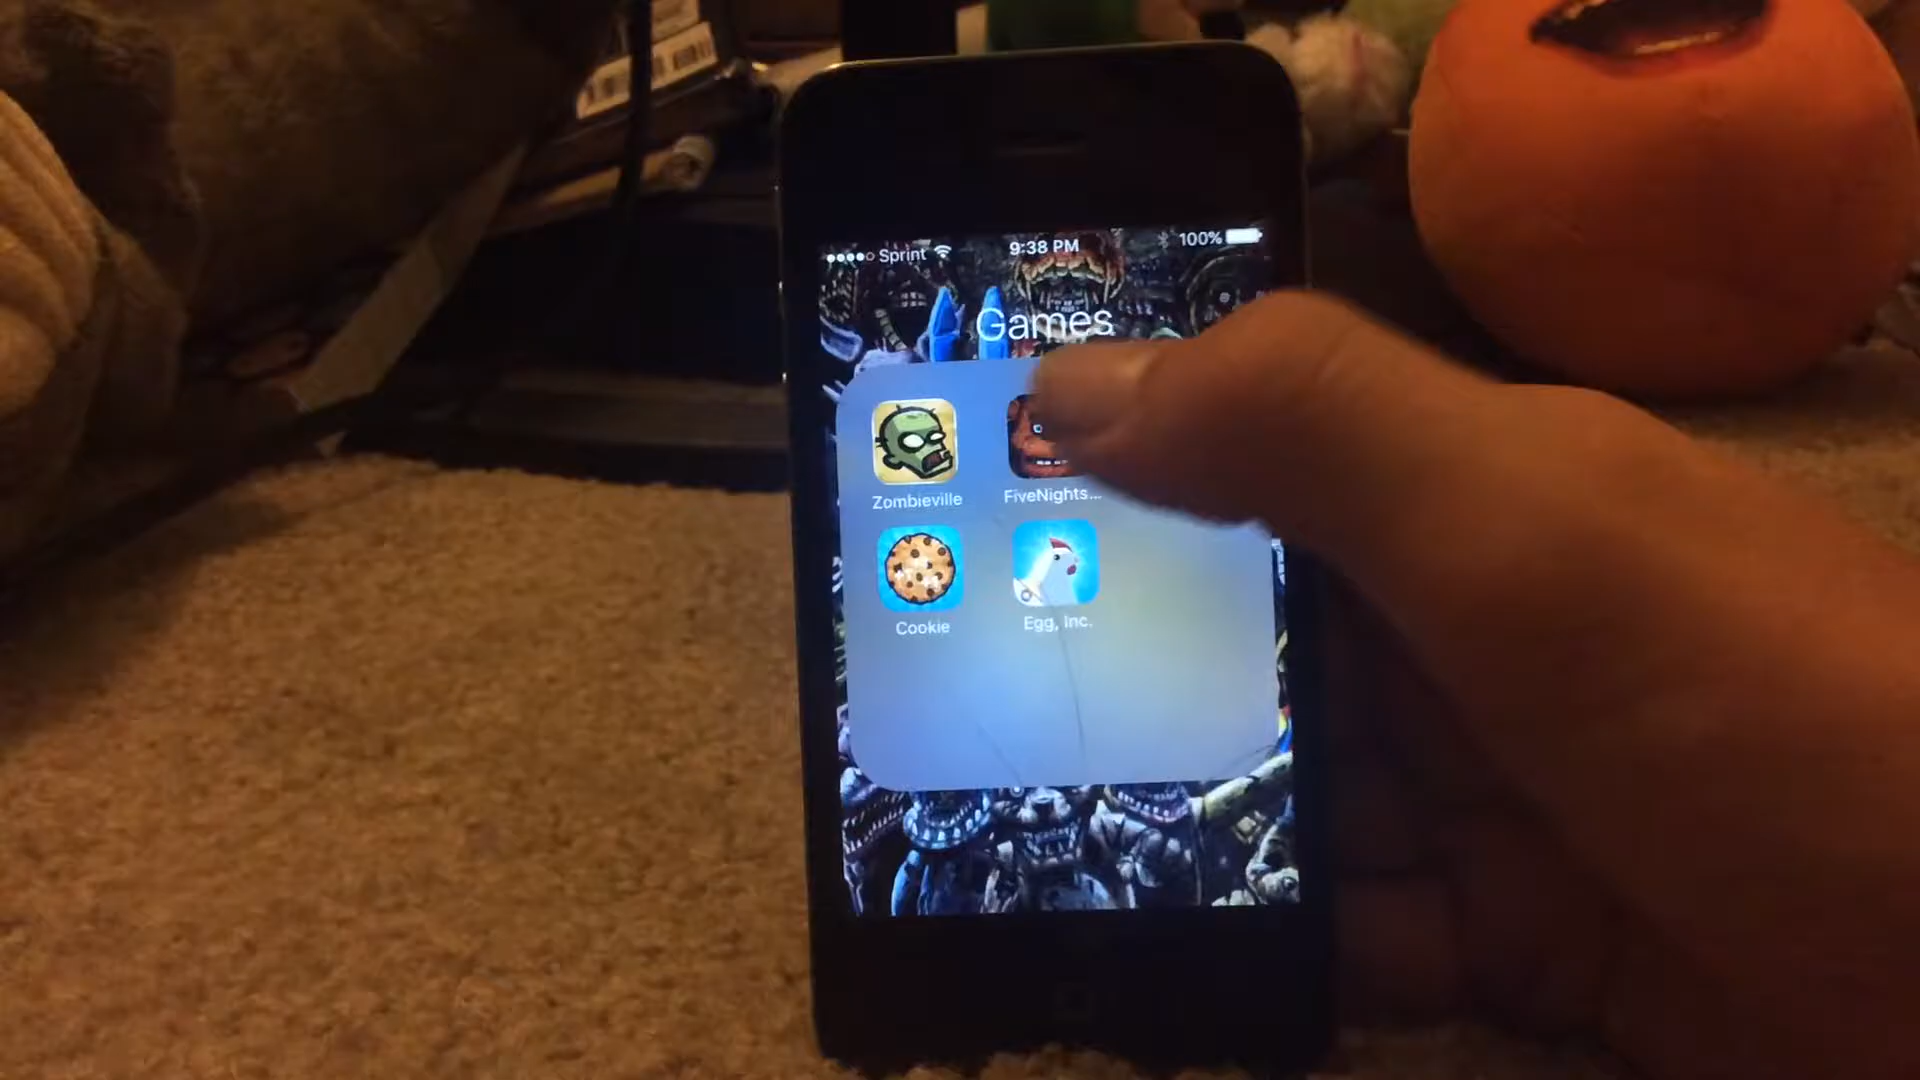 Sprint 9:38 PM 100%
Games
Zombieville FiveNights...
Cookie Egg, Inc.